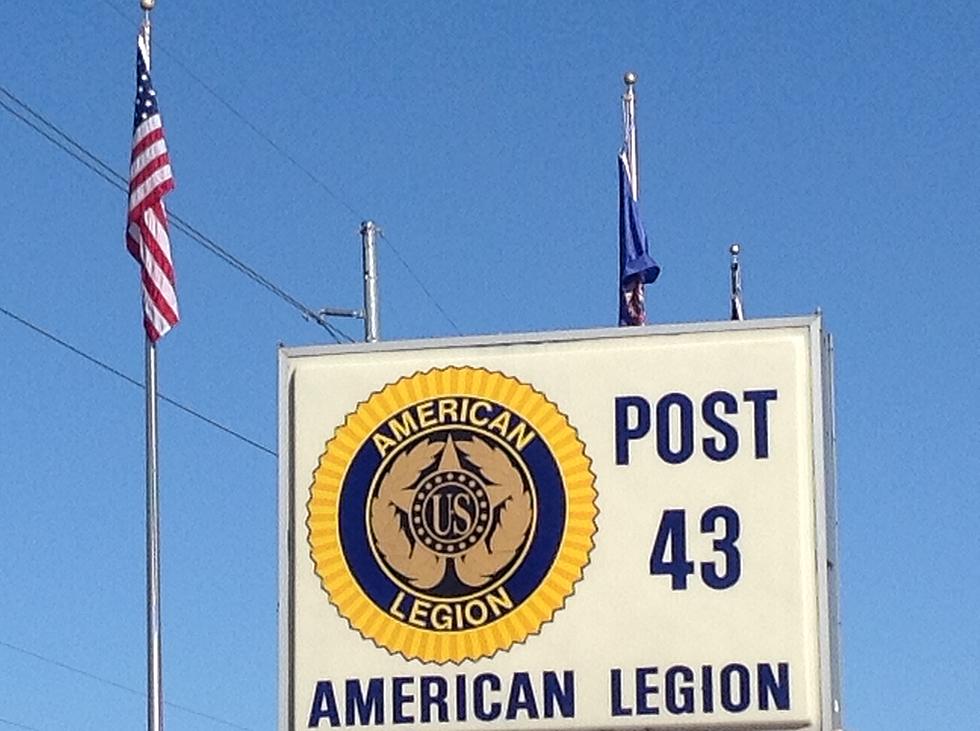 AMERICAN
US
LEGION
POST
43
AMERICAN LEGION